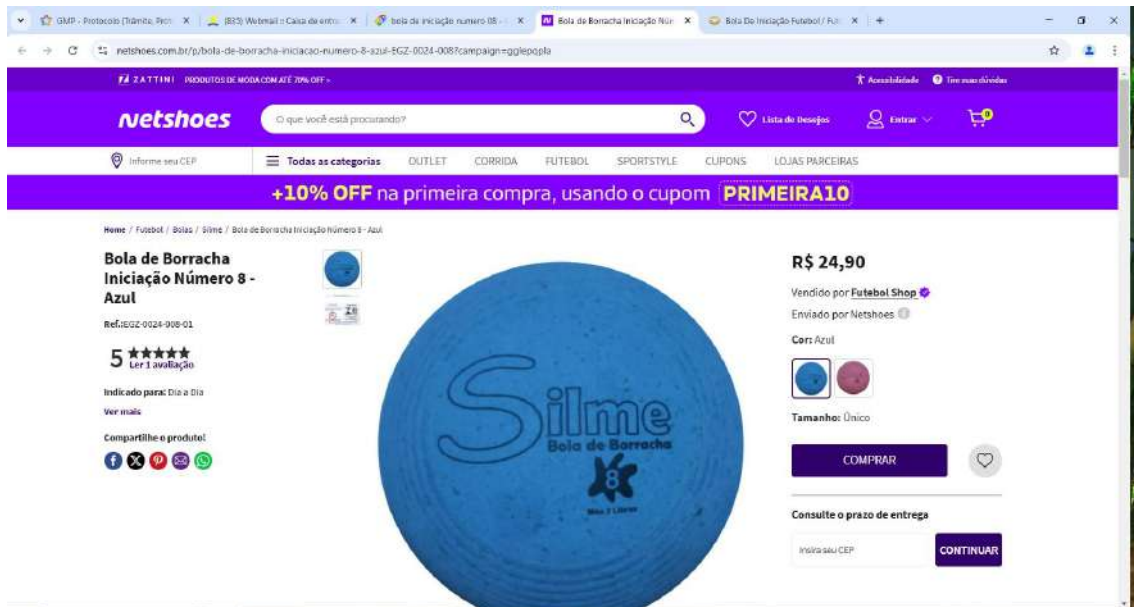 GMP - Protocolo (Trâmite, Proc
(835) Webmail :: Caixa de entra
bola de iniciação numero 08 -
Bola de Borracha Iniciação Núm
Bola De Iniciação Futebol / Fut
netshoes.com.br/p/bola-de-borracha-iniciacao-numero-8-azul-EGZ-0024-008?campaign=gglepqpla
ZATTINI PRODUTOS DE MODA COM ATÉ 70% OFF »
Acessibilidade
Tire suas dúvidas
netshoes
O que você está procurando?
Lista de Desejos
Entrar
0
Informe seu CEP
Todas as categorias
OUTLET
CORRIDA
FUTEBOL
SPORTSTYLE
CUPONS
LOJAS PARCEIRAS
+10% OFF na primeira compra, usando o cupom PRIMEIRA10
Home / Futebol / Bolas / Silme / Bola de Borracha Iniciação Número 8 - Azul
Bola de Borracha
Iniciação Número 8 -
Azul
Ref.:EGZ-0024-008-01
5
Ler 1 avaliação
Indicado para: Dia a Dia
Ver mais
Compartilhe o produto!
Silme
Bola de Borracha
8
Max 2 Libras
R$ 24,90
Vendido por Futebol Shop
Enviado por Netshoes
Cor: Azul
Tamanho: Único
COMPRAR
Consulte o prazo de entrega
Insira seu CEP
CONTINUAR